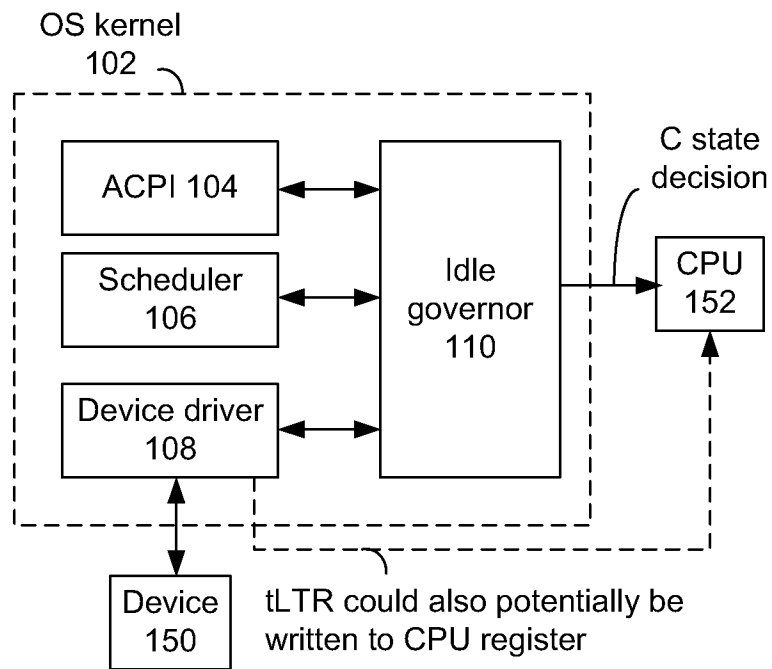 OS kernel
102
ACPI 104
Scheduler
106
Device driver
108
Idle
governor
110
C state
decision
CPU
152
Device
150
tLTR could also potentially be
written to CPU register